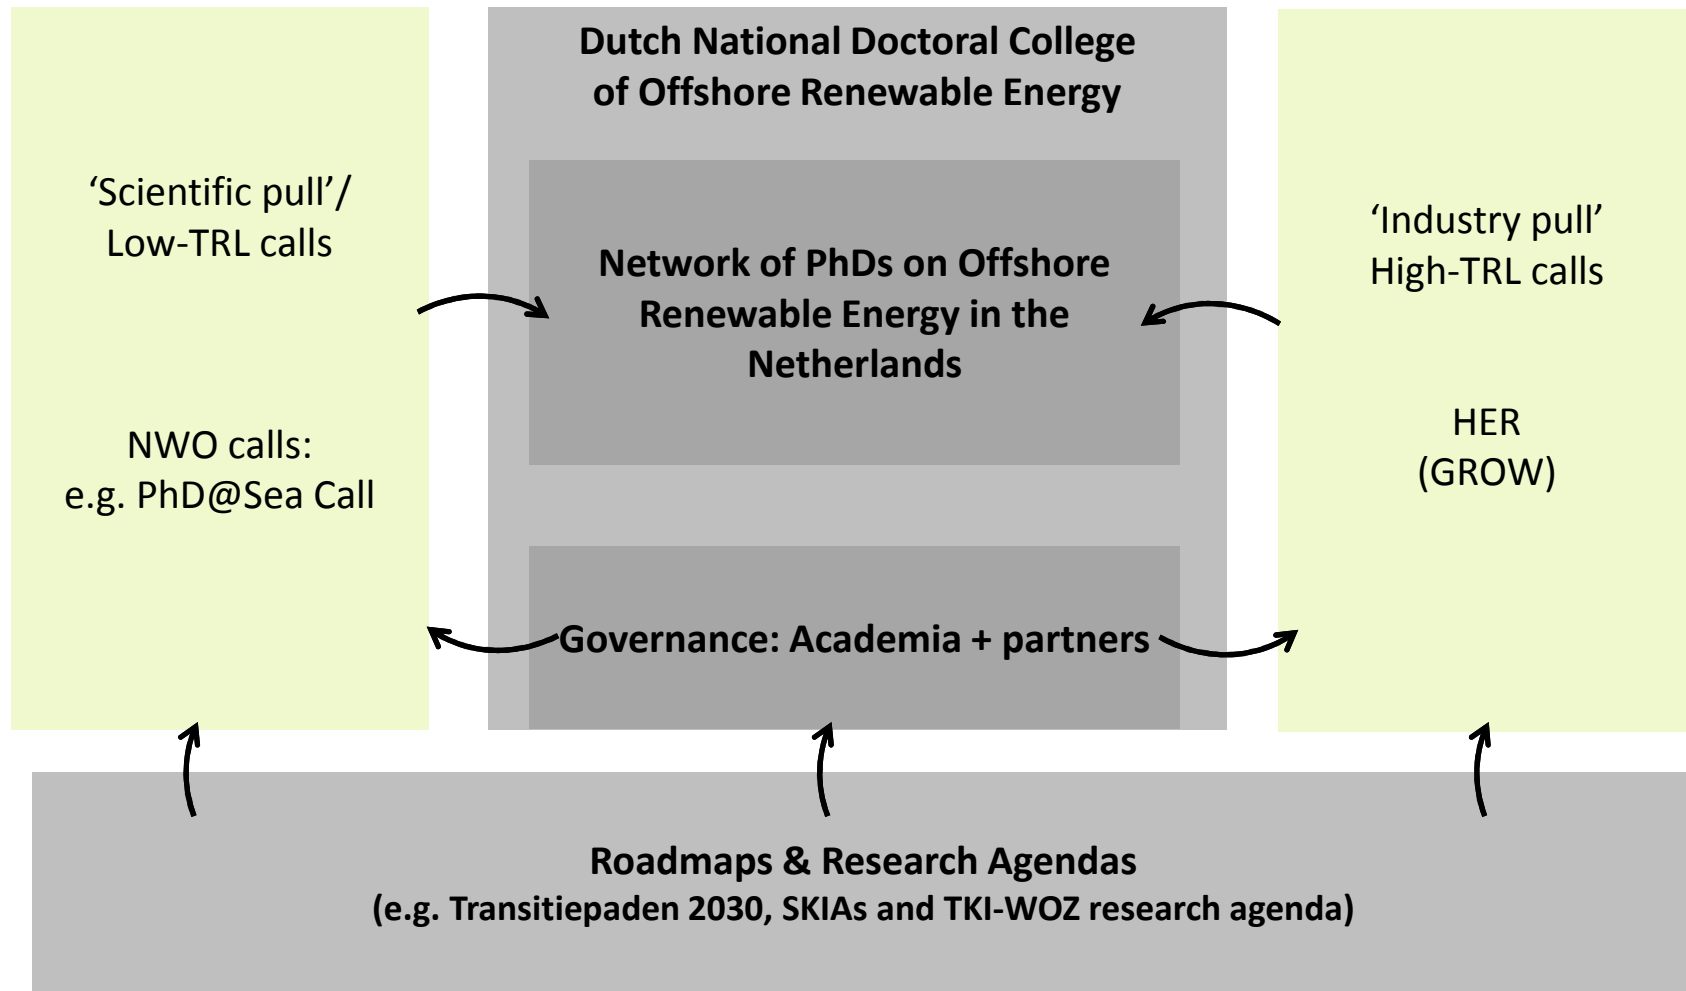 Dutch National Doctoral College
of Offshore Renewable Energy
‘Scientific pull’/
Low-TRL calls
NWO calls:
e.g. PhD@Sea Call
Network of PhDs on Offshore
Renewable Energy in the
Netherlands
‘Industry pull’
High-TRL calls
HER
(GROW)
Governance: Academia + partners
Roadmaps & Research Agendas
(e.g. Transitiepaden 2030, SKIAs and TKI-WOZ research agenda)